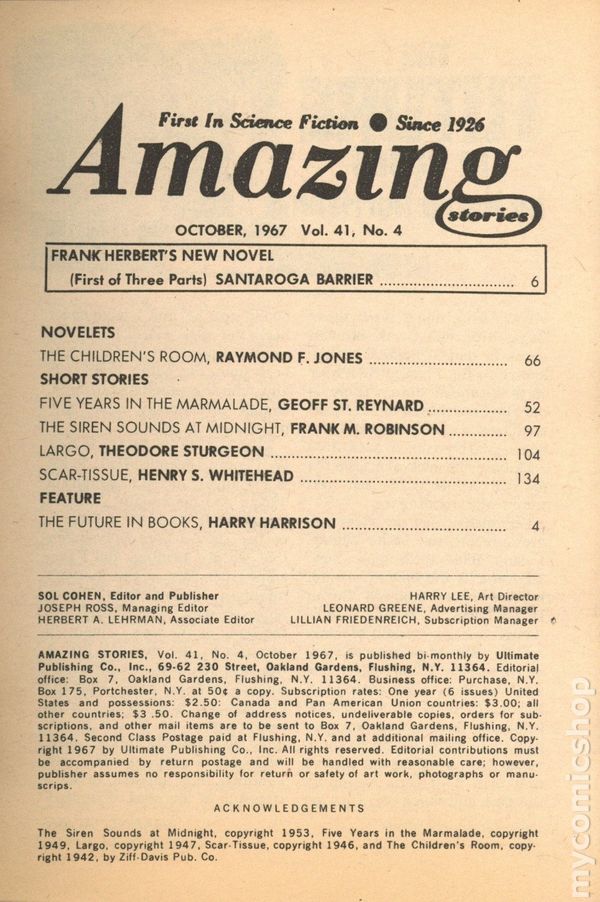 First In Science Fiction ● Since 1926
Amazing
stories
OCTOBER, 1967 Vol. 41, No. 4
FRANK HERBERT'S NEW NOVEL
(First of Three Parts) SANTAROGA BARRIER ................................ 6
NOVELETS
THE CHILDREN'S ROOM, RAYMOND F. JONES ........................... 66
SHORT STORIES
FIVE YEARS IN THE MARMALADE, GEOFF ST. REYNARD ............... 52
THE SIREN SOUNDS AT MIDNIGHT, FRANK M. ROBINSON ........... 97
LARGO, THEODORE STURGEON ............................................... 104
SCAR-TISSUE, HENRY S. WHITEHEAD ......................................... 134
FEATURE
THE FUTURE IN BOOKS, HARRY HARRISON ................................ 4
SOL COHEN, Editor and Publisher HARRY LEE, Art Director
JOSEPH ROSS, Managing Editor LEONARD GREENE, Advertising Manager
HERBERT A. LEHRMAN, Associate Editor LILLIAN FRIEDENREICH, Subscription Manager
AMAZING STORIES, Vol. 41, No. 4, October 1967, is published bi-monthly by Ultimate
Publishing Co., Inc., 69-62 230 Street, Oakland Gardens, Flushing, N.Y. 11364. Editorial
office: Box 7, Oakland Gardens, Flushing, N.Y. 11364. Business office: Purchase, N.Y.
Box 175, Portchester, N.Y. at 50¢ a copy. Subscription rates: One year (6 issues) United
States and possessions: $2.50: Canada and Pan American Union countries: $3.00; all
other countries; $3 .50. Change of address notices, undeliverable copies, orders for sub-
scriptions, and other mail items are to be sent to Box 7, Oakland Gardens, Flushing, N.Y.
11364. Second Class Postage paid at Flushing, N.Y. and at additional mailing office. Copy-
right 1967 by Ultimate Publishing Co., Inc. All rights reserved. Editorial contributions must
be accompanied by return postage and will be handled with reasonable care; however,
publisher assumes no responsibility for return or safety of art work, photographs or manu-
scrips.
ACKNOWLEDGEMENTS
The Siren Sounds at Midnight, copyright 1953, Five Years in the Marmalade, copyright
1949, Largo, copyright 1947, Scar-Tissue, copyright 1946, and The Children's Room, copy-
right 1942, by Ziff-Davis Pub. Co.
mycomicshop